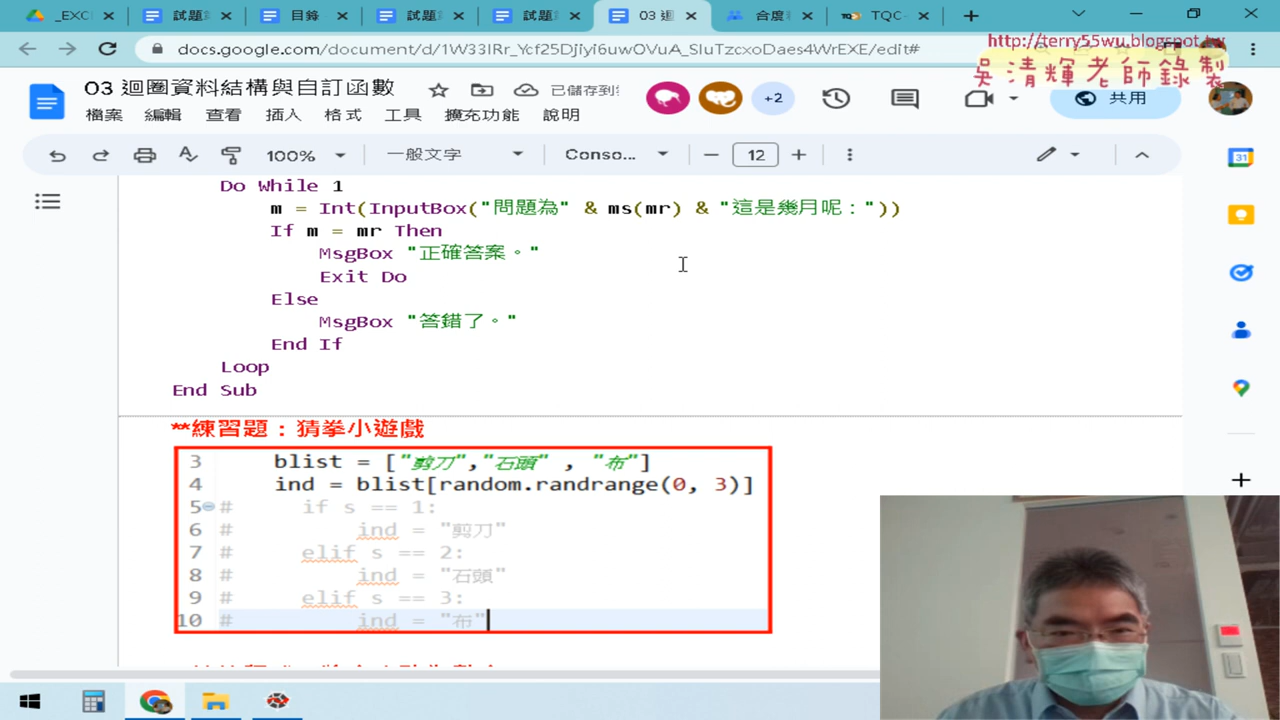 _EXC
試題
目錄
試題
試題
03 迴
合度
TQC
docs.google.com/document/d/1W33IRr_Ycf25DJiyi6uwOVuA_SIuTzcxoDaes4WrEXE/edit#
http://terry55wu.blogspot.tw
吳清輝老師錄製
03 迴圈資料結構與自訂函數
已儲存到
+2
共用
檔案 編輯 查看 插入 格式 工具 擴充功能 說明
100% 一般文字 Conso... 12
Do While 1
m = Int(InputBox("問題為" & ms(mr) & "這是幾月呢："))
If m = mr Then
MsgBox "正確答案。"
Exit Do
Else
MsgBox "答錯了。"
End If
Loop
End Sub
**練習題：猜拳小遊戲
3 blist = ["剪刀","石頭" , "布"]
4 ind = blist[random.randrange(0, 3)]
5 # if s == 1:
6 # ind = "剪刀"
7 # elif s == 2:
8 # ind = "石頭"
9 # elif s == 3:
10 # ind = "布"
31